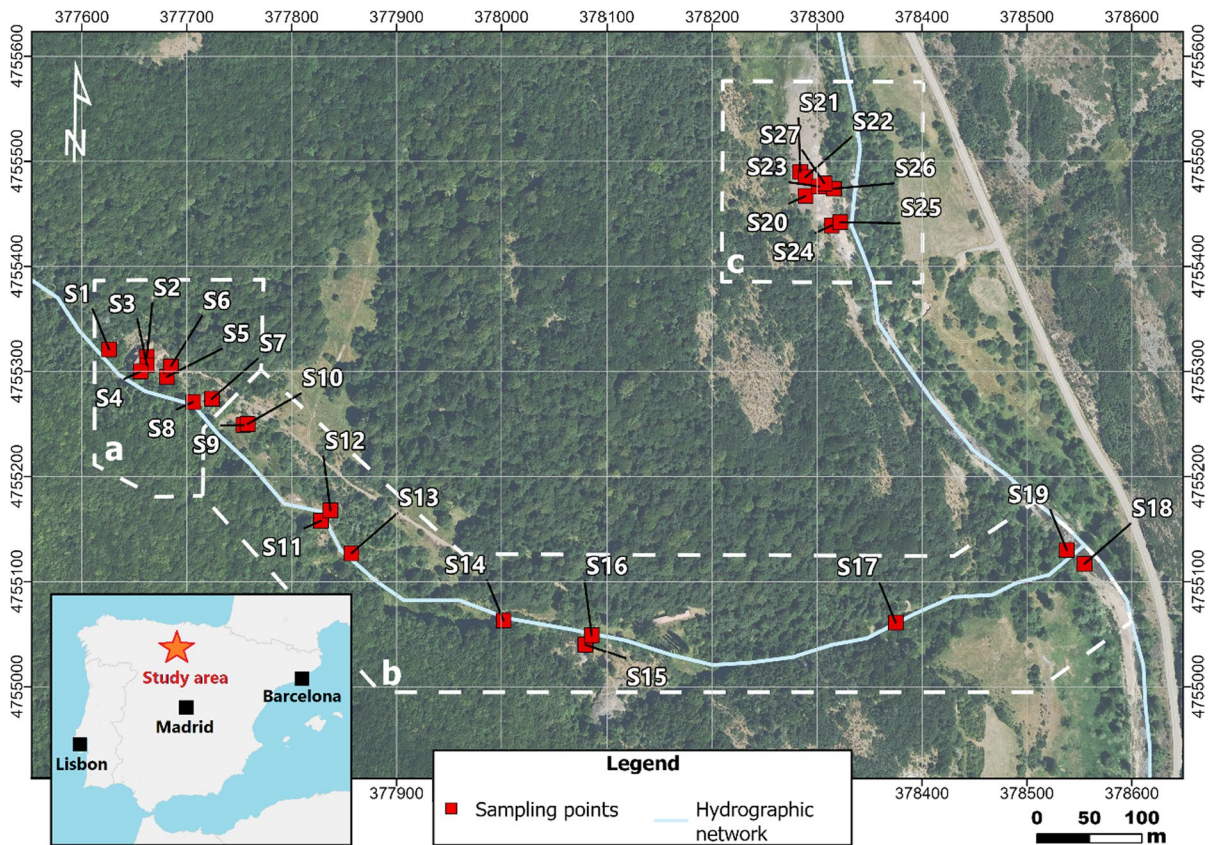 377600 377700 377800 377900 378000 378100 378200 378300 378400 378500 378600
4755600 4755600
N
S21
S27 S22
4755500 4755500
S23 S26
S20 S25
S24
4755400 c 4755400
S1 S3 S2 S6
S5
S7
4755300 4755300
S4
S10
S8
S9
a S12
4755200 4755200
S13
S19 S18
S11
S14 S16 S17
4755100 4755100
b S15
4755000 4755000
Study area
Barcelona
Madrid
Lisbon
377900 378400 378500 378600
Legend
Sampling points
Hydrographic
network
0 50 100
m